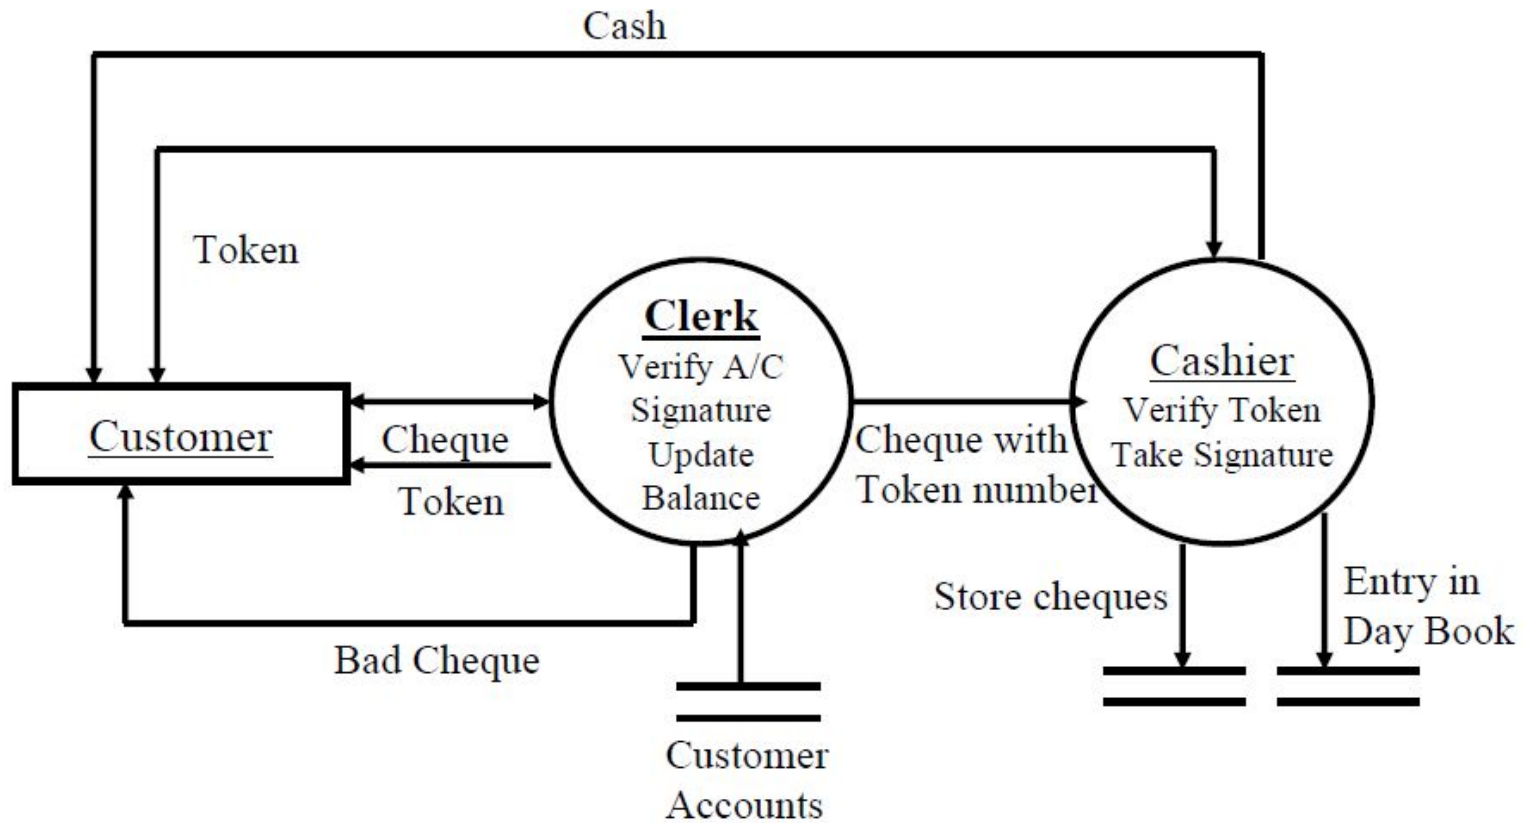 Cash
Token
Clerk
Verify A/C
Signature
Update
Balance
Cashier
Verify Token
Take Signature
Customer
Cheque
Token
Cheque with
Token number
Bad Cheque
Store cheques
Entry in
Day Book
Customer
Accounts